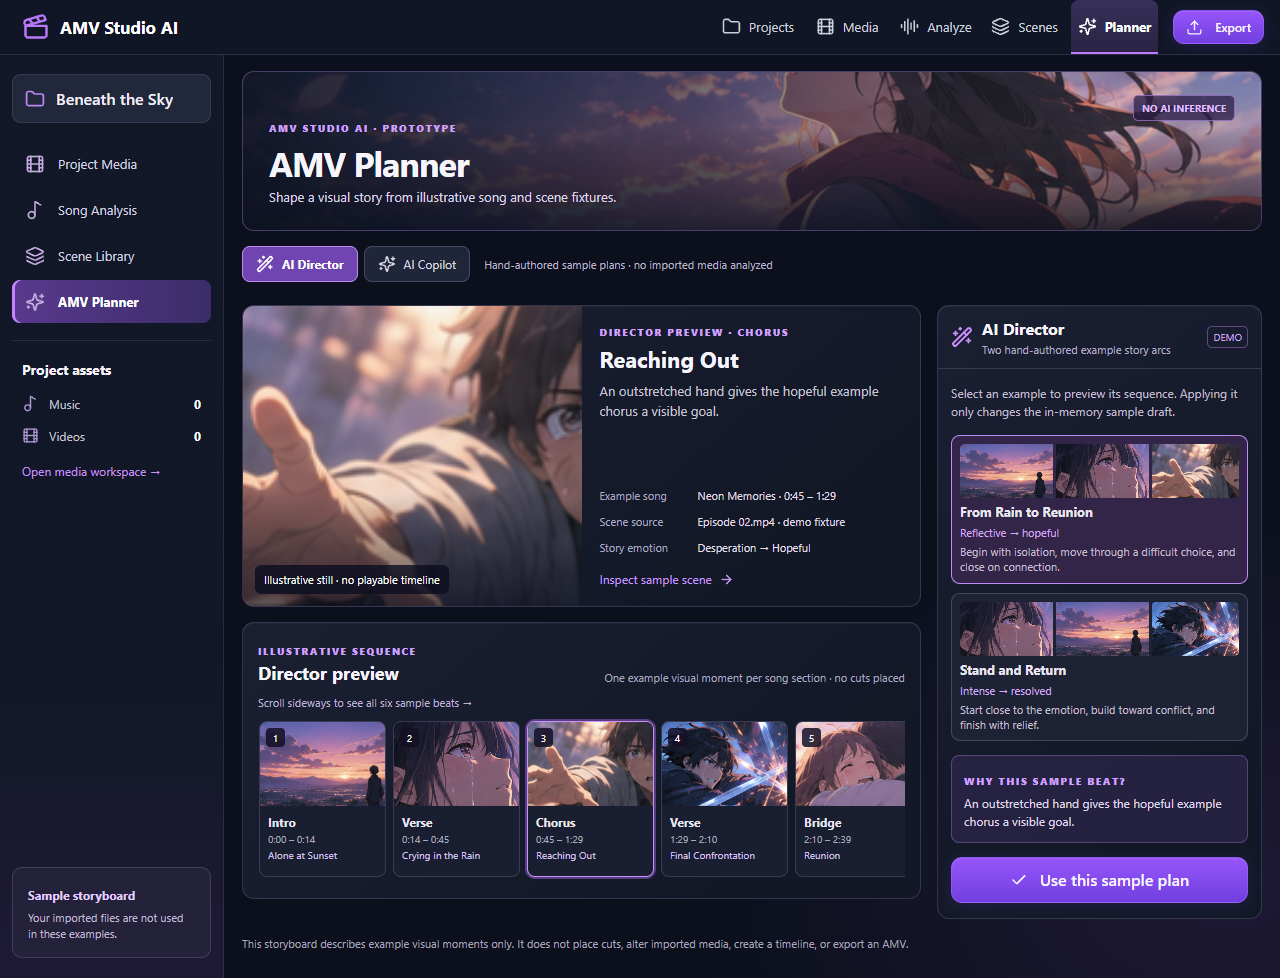 AMV Studio AI
Projects
Media
Analyze
Scenes
Planner
Export
Beneath the Sky
Project Media
Song Analysis
Scene Library
AMV Planner
Project assets
Music 0
Videos 0
Open media workspace →
Sample storyboard
Your imported files are not used
in these examples.
NO AI INFERENCE
AMV STUDIO AI · PROTOTYPE
AMV Planner
Shape a visual story from illustrative song and scene fixtures.
AI Director
AI Copilot
Hand-authored sample plans · no imported media analyzed
Illustrative still · no playable timeline
DIRECTOR PREVIEW · CHORUS
Reaching Out
An outstretched hand gives the hopeful example
chorus a visible goal.
Example song Neon Memories · 0:45 – 1:29
Scene source Episode 02.mp4 · demo fixture
Story emotion Desperation → Hopeful
Inspect sample scene →
ILLUSTRATIVE SEQUENCE
Director preview
One example visual moment per song section · no cuts placed
Scroll sideways to see all six sample beats →
1
Intro
0:00 – 0:14
Alone at Sunset
2
Verse
0:14 – 0:45
Crying in the Rain
3
Chorus
0:45 – 1:29
Reaching Out
4
Verse
1:29 – 2:10
Final Confrontation
5
Bridge
2:10 – 2:39
Reunion
AI Director
Two hand-authored example story arcs
DEMO
Select an example to preview its sequence. Applying it
only changes the in-memory sample draft.
From Rain to Reunion
Reflective → hopeful
Begin with isolation, move through a difficult choice, and
close on connection.
Stand and Return
Intense → resolved
Start close to the emotion, build toward conflict, and
finish with relief.
WHY THIS SAMPLE BEAT?
An outstretched hand gives the hopeful example
chorus a visible goal.
Use this sample plan
This storyboard describes example visual moments only. It does not place cuts, alter imported media, create a timeline, or export an AMV.